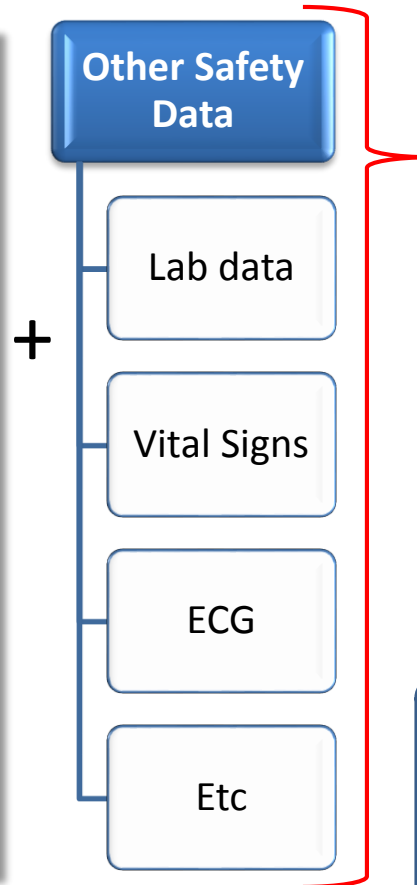 Other Safety
Data
+
Lab data
Vital Signs
ECG
Etc